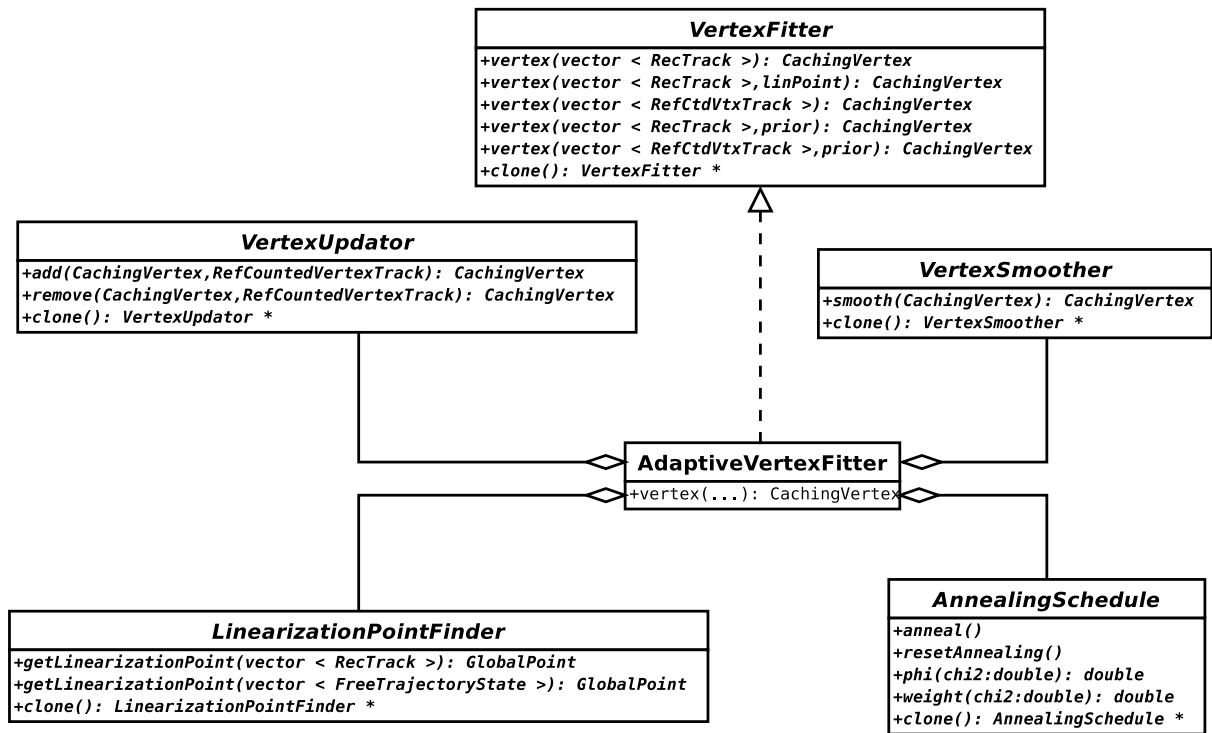 VertexFitter
+vertex(vector < RecTrack >): CachingVertex
+vertex(vector < RecTrack >,linPoint): CachingVertex
+vertex(vector < RefCtdVtxTrack >): CachingVertex
+vertex(vector < RecTrack >,prior): CachingVertex
+vertex(vector < RefCtdVtxTrack >,prior): CachingVertex
+clone(): VertexFitter *
VertexUpdator
+add(CachingVertex,RefCountedVertexTrack): CachingVertex
+remove(CachingVertex,RefCountedVertexTrack): CachingVertex
+clone(): VertexUpdator *
VertexSmoother
+smooth(CachingVertex): CachingVertex
+clone(): VertexSmoother *
AdaptiveVertexFitter
+vertex(...): CachingVertex
LinearizationPointFinder
+getLinearizationPoint(vector < RecTrack >): GlobalPoint
+getLinearizationPoint(vector < FreeTrajectoryState >): GlobalPoint
+clone(): LinearizationPointFinder *
AnnealingSchedule
+anneal()
+resetAnnealing()
+phi(chi2:double): double
+weight(chi2:double): double
+clone(): AnnealingSchedule *